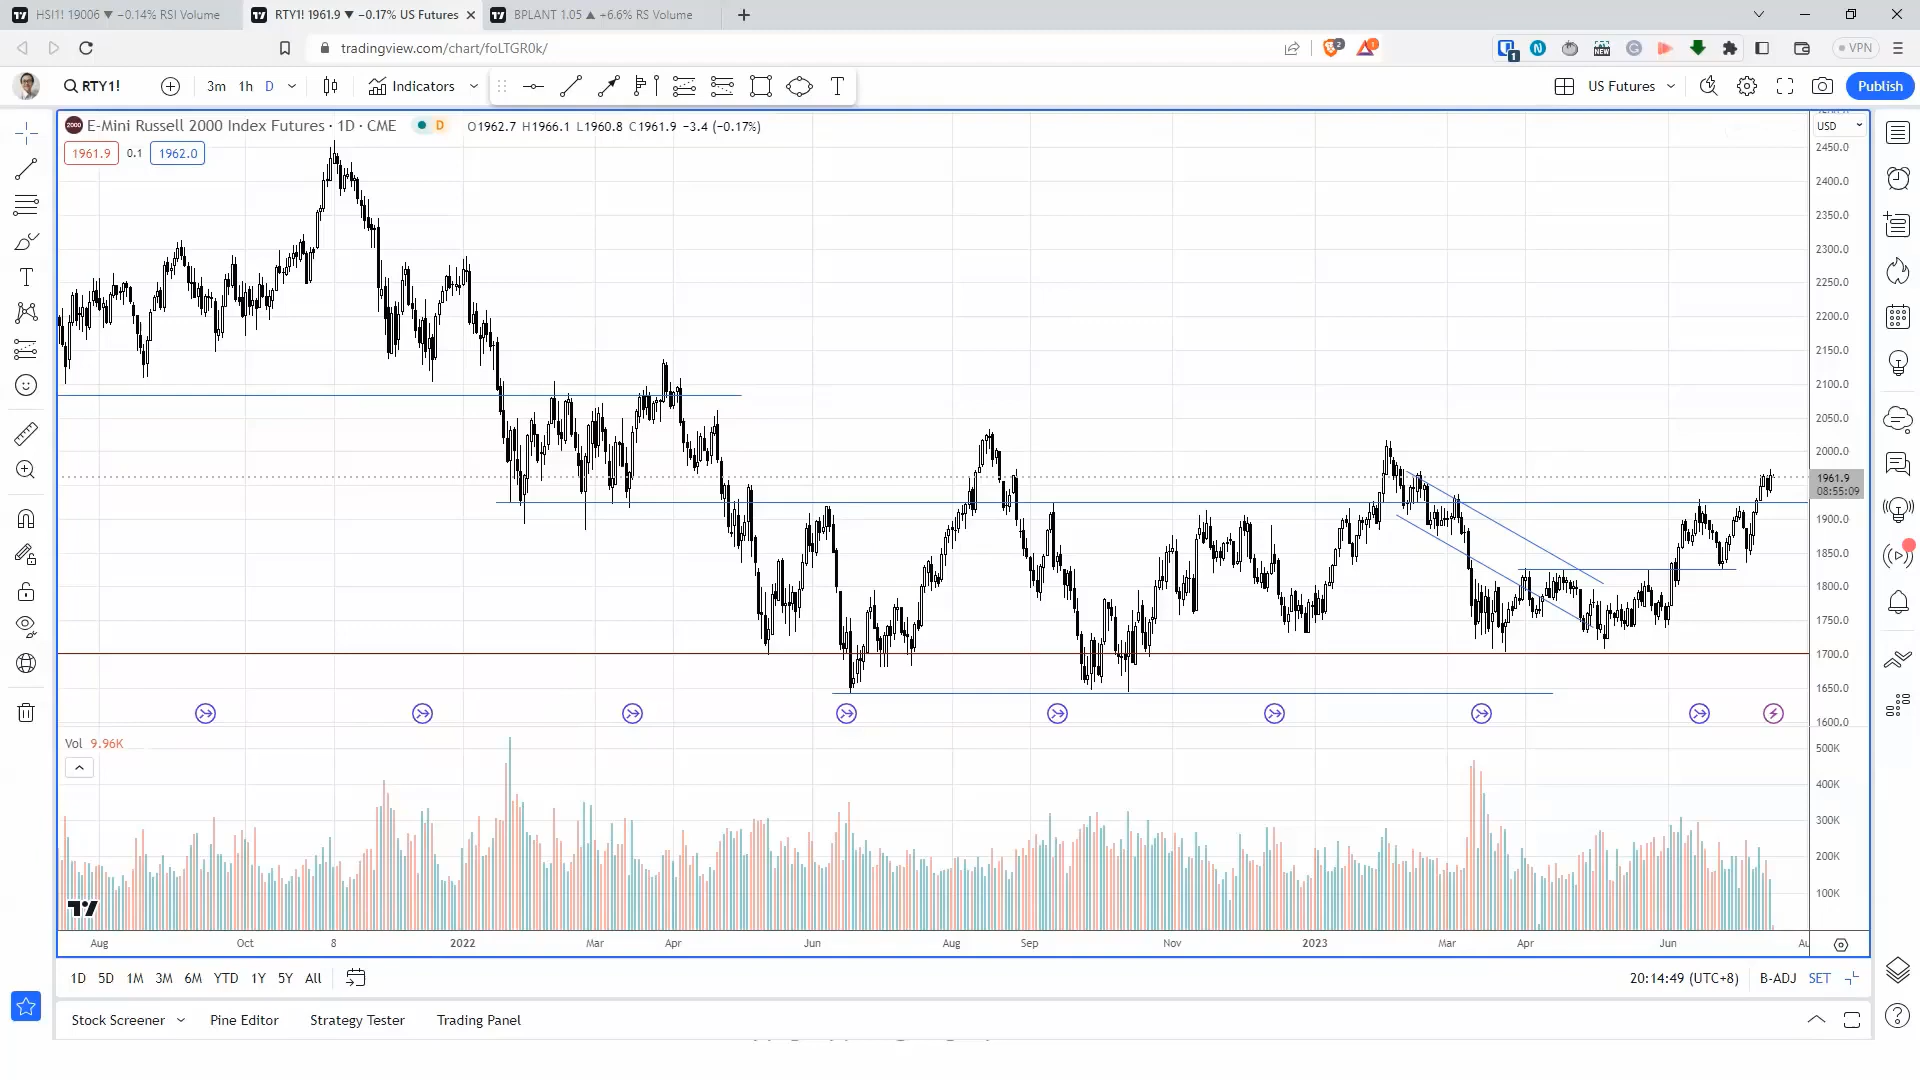 HSI1! 19006 ▼ −0.14% RSI Volume
RTY1! 1961.9 ▼ −0.17% US Futures
BPLANT 1.05 ▲ +6.6% RS Volume
tradingview.com/chart/foLTGR0k/
2
1
1
N
NEW
G
VPN
RTY1!
3m 1h D
Indicators
T
US Futures
Publish
2000 E-Mini Russell 2000 Index Futures · 1D · CME
D
O1962.7 H1966.1 L1960.8 C1961.9 −3.4 (−0.17%)
USD
1961.9
0.1
1962.0
2450.0
2400.0
2350.0
2300.0
2250.0
2200.0
2150.0
2100.0
2050.0
2000.0
1961.9
08:55:09
1900.0
1850.0
1800.0
1750.0
1700.0
1650.0
1600.0
Vol 9.96K
500K
400K
300K
200K
100K
Aug Oct 8 2022 Mar Apr Jun Aug Sep Nov 2023 Mar Apr Jun Au
1D 5D 1M 3M 6M YTD 1Y 5Y All
20:14:49 (UTC+8)
B-ADJ
SET
Stock Screener
Pine Editor
Strategy Tester
Trading Panel